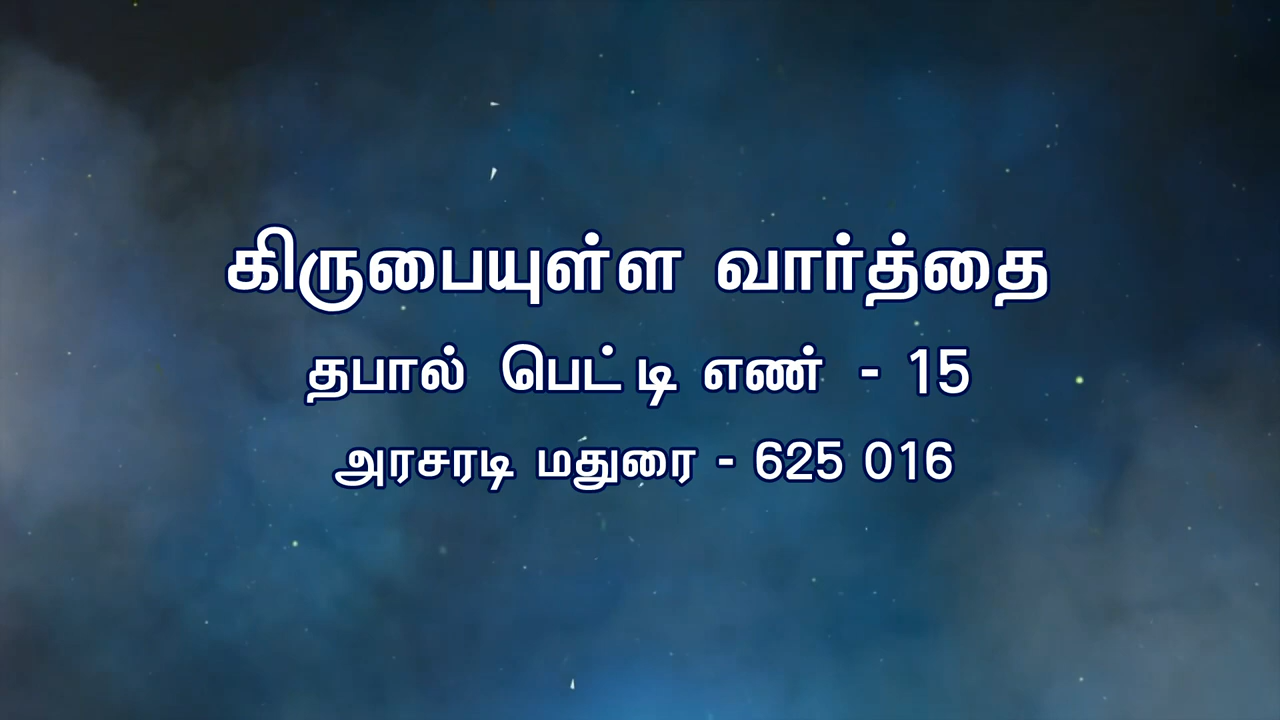 கிருபையுள்ள வார்த்தை
தபால் பெட்டி எண் - 15
அரசரடி மதுரை - 625 016